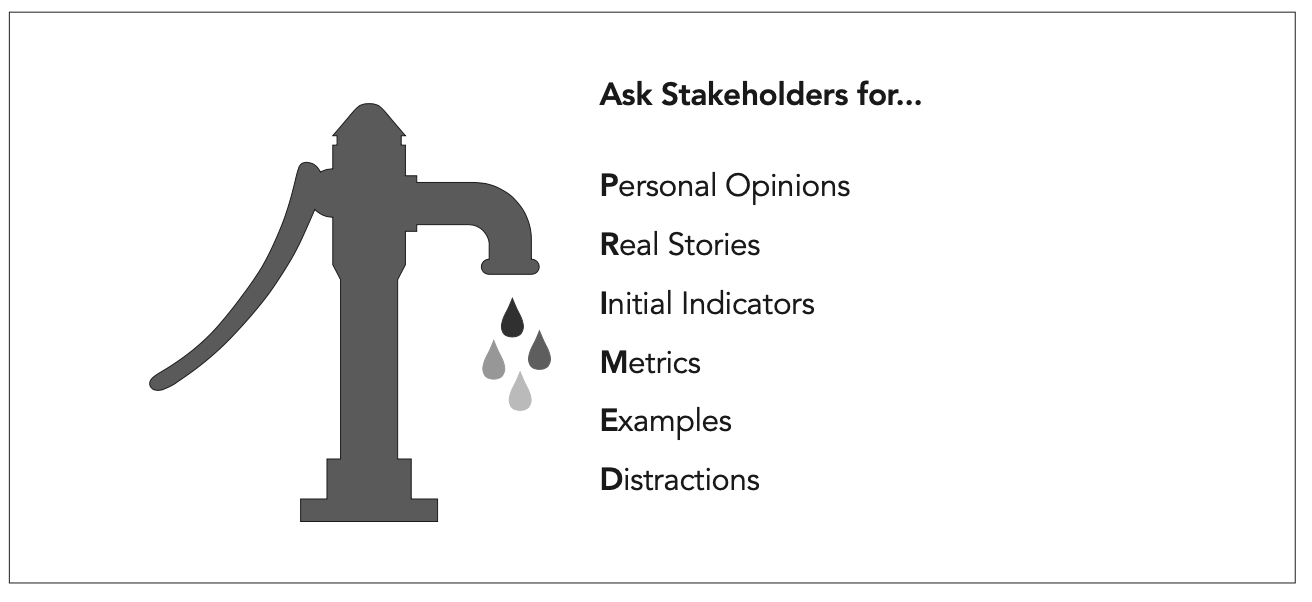 Ask Stakeholders for...
Personal Opinions
Real Stories
Initial Indicators
Metrics
Examples
Distractions